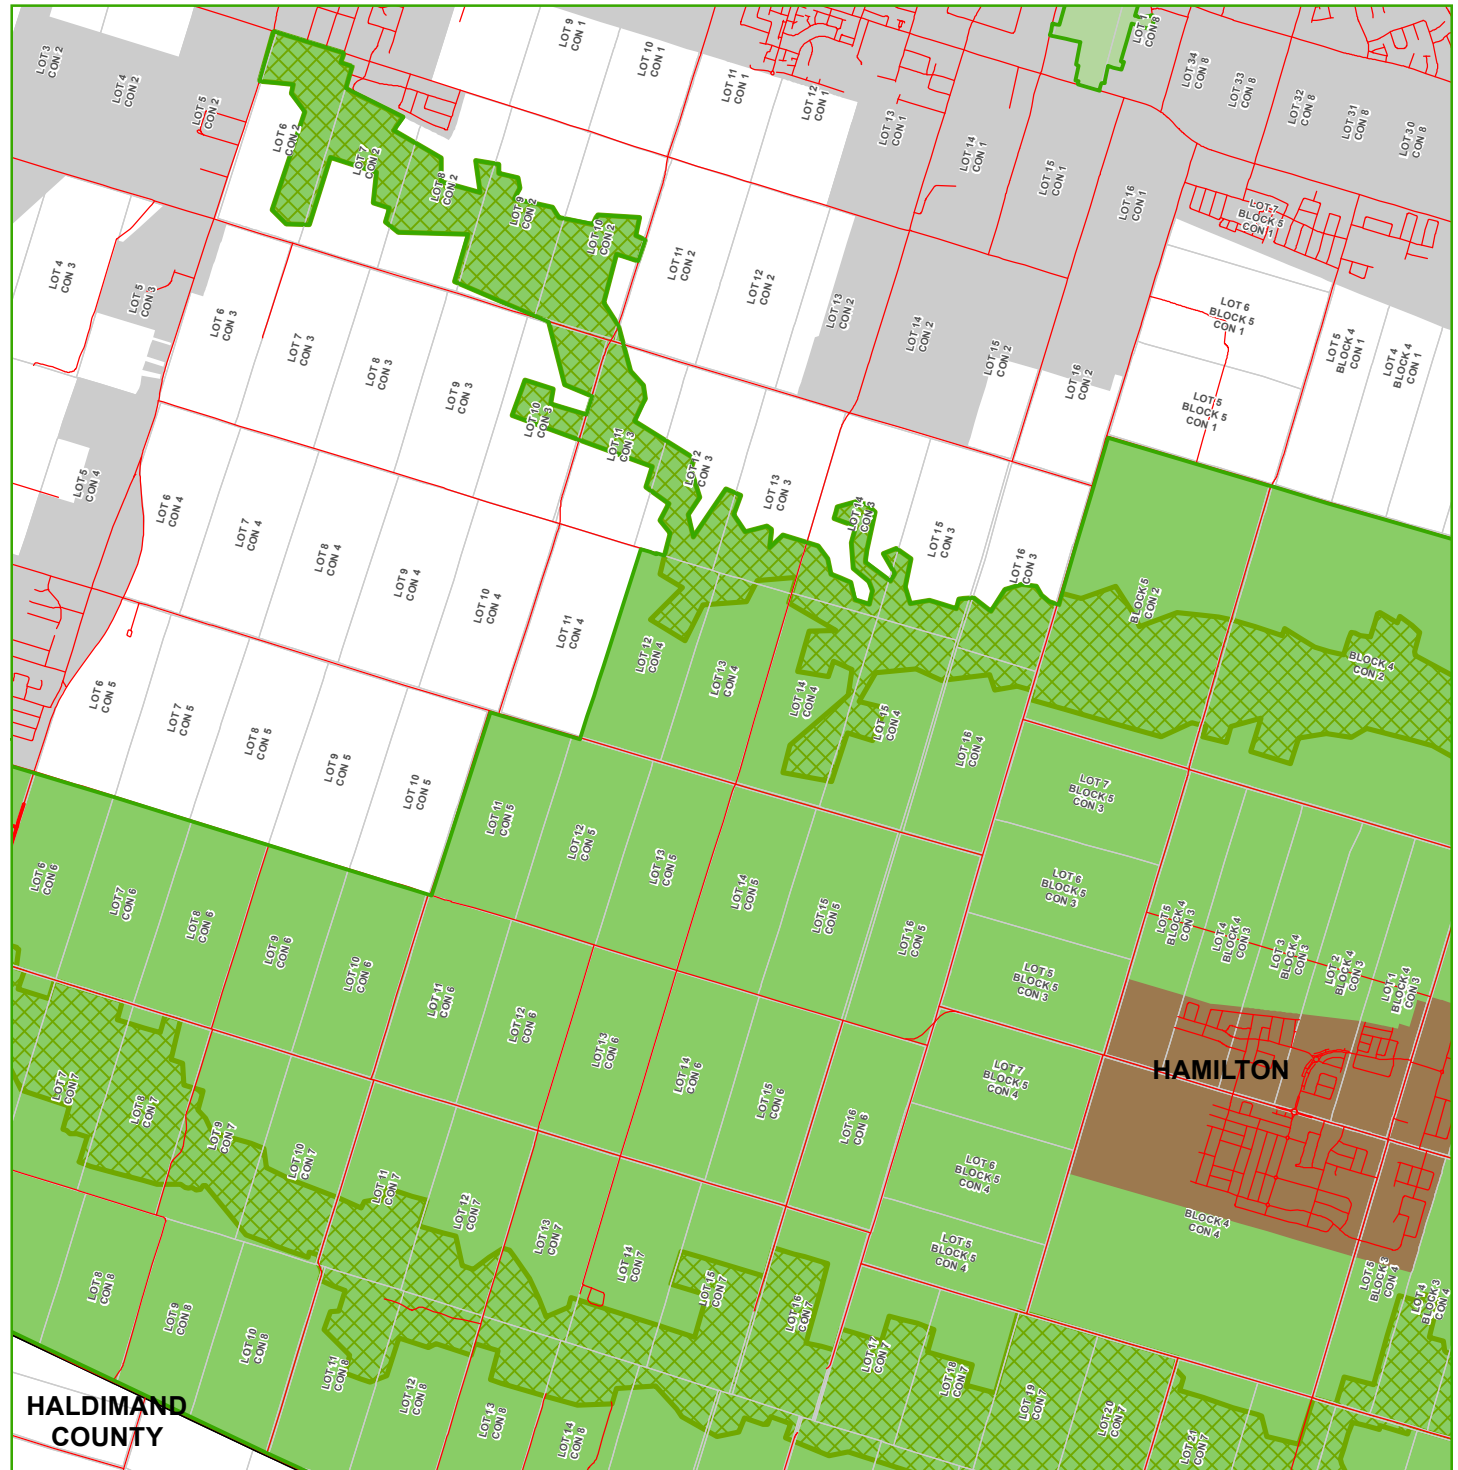 LOT 3
CON 2
LOT 4
CON 2
LOT 5
CON 2
LOT 6
CON 2
LOT 7
CON 2
LOT 8
CON 2
LOT 9
CON 2
LOT 10
CON 2
LOT 11
CON 2
LOT 12
CON 2
LOT 13
CON 2
LOT 14
CON 2
LOT 15
CON 2
LOT 16
CON 2
LOT 9
CON 1
LOT 10
CON 1
LOT 11
CON 1
LOT 12
CON 1
LOT 13
CON 1
LOT 14
CON 1
LOT 15
CON 1
LOT 16
CON 1
LOT 1
CON 8
LOT 34
CON 8
LOT 33
CON 8
LOT 32
CON 8
LOT 31
CON 8
LOT 30
CON 8
LOT 7
BLOCK 5
CON 1
LOT 6
BLOCK 5
CON 1
LOT 5
BLOCK 5
CON 1
LOT 5
BLOCK 4
CON 1
LOT 4
BLOCK 4
CON 1
LOT 4
CON 3
LOT 5
CON 3
LOT 6
CON 3
LOT 7
CON 3
LOT 8
CON 3
LOT 9
CON 3
LOT 10
CON 3
LOT 11
CON 3
LOT 12
CON 3
LOT 13
CON 3
LOT 14
CON 3
LOT 15
CON 3
LOT 16
CON 3
BLOCK 5
CON 2
BLOCK 4
CON 2
LOT 5
CON 4
LOT 6
CON 4
LOT 7
CON 4
LOT 8
CON 4
LOT 9
CON 4
LOT 10
CON 4
LOT 11
CON 4
LOT 12
CON 4
LOT 13
CON 4
LOT 14
CON 4
LOT 15
CON 4
LOT 16
CON 4
LOT 7
BLOCK 5
CON 3
LOT 6
BLOCK 5
CON 3
LOT 5
BLOCK 5
CON 3
LOT 5
BLOCK 4
CON 3
LOT 4
BLOCK 4
CON 3
LOT 3
BLOCK 4
CON 3
LOT 2
BLOCK 4
CON 3
LOT 1
BLOCK 4
CON 3
LOT 6
CON 5
LOT 7
CON 5
LOT 8
CON 5
LOT 9
CON 5
LOT 10
CON 5
LOT 11
CON 5
LOT 12
CON 5
LOT 13
CON 5
LOT 14
CON 5
LOT 15
CON 5
LOT 16
CON 5
LOT 6
CON 6
LOT 7
CON 6
LOT 8
CON 6
LOT 9
CON 6
LOT 10
CON 6
LOT 11
CON 6
LOT 12
CON 6
LOT 13
CON 6
LOT 14
CON 6
LOT 15
CON 6
LOT 16
CON 6
LOT 7
BLOCK 5
CON 4
LOT 6
BLOCK 5
CON 4
LOT 5
BLOCK 5
CON 4
HAMILTON
BLOCK 4
CON 4
LOT 5
BLOCK 3
CON 4
LOT 4
BLOCK 3
CON 4
LOT 7
CON 7
LOT 8
CON 7
LOT 9
CON 7
LOT 10
CON 7
LOT 11
CON 7
LOT 12
CON 7
LOT 13
CON 7
LOT 14
CON 7
LOT 15
CON 7
LOT 16
CON 7
LOT 17
CON 7
LOT 18
CON 7
LOT 19
CON 7
LOT 20
CON 7
LOT 21
CON 7
LOT 8
CON 8
LOT 9
CON 8
LOT 10
CON 8
LOT 11
CON 8
LOT 12
CON 8
LOT 13
CON 8
LOT 14
CON 8
HALDIMAND
COUNTY